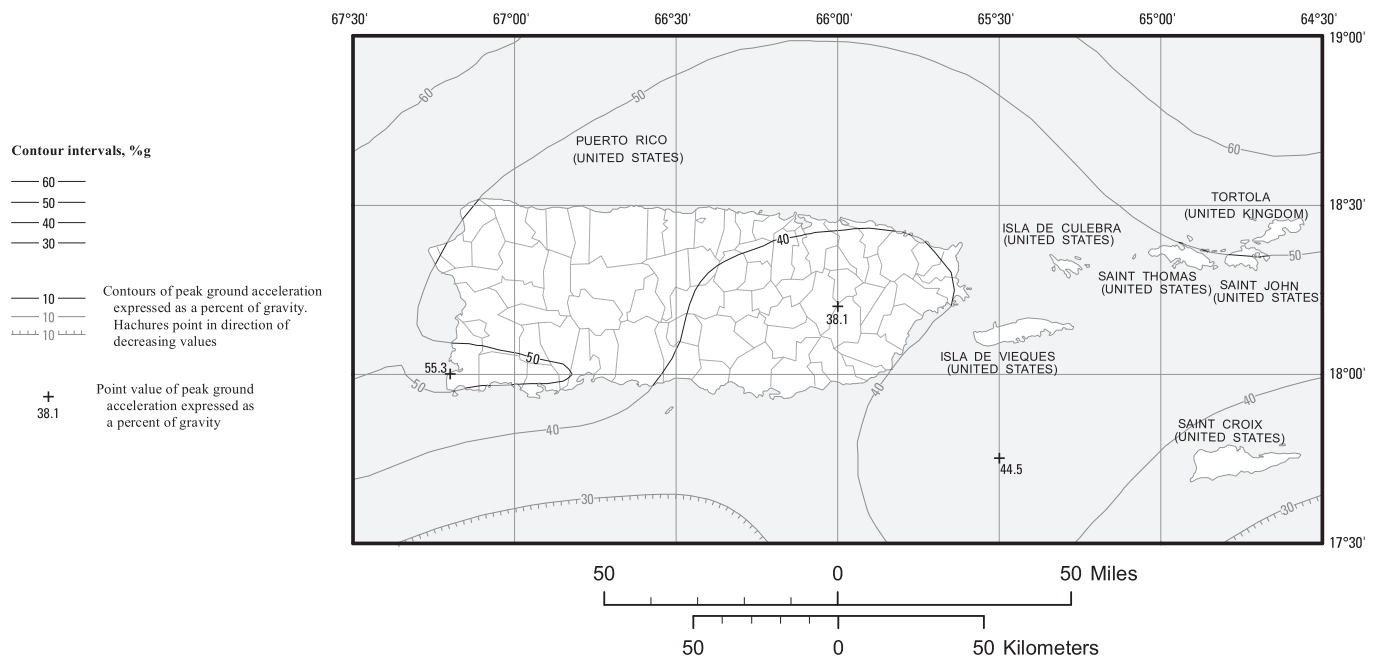 67°30'
67°00'
66°30'
66°00'
65°30'
65°00'
64°30'
19°00'
60
50
PUERTO RICO
(UNITED STATES)
60
Contour intervals, %g
60
50
40
30
10
10
10
Contours of peak ground acceleration
expressed as a percent of gravity.
Hachures point in direction of
decreasing values
38.1
Point value of peak ground
acceleration expressed as
a percent of gravity
18°30'
TORTOLA
(UNITED KINGDOM)
ISLA DE CULEBRA
(UNITED STATES)
40
50
SAINT THOMAS
(UNITED STATES)
SAINT JOHN
(UNITED STATES
38.1
50
ISLA DE VIEQUES
(UNITED STATES)
55.3
18°00'
50
40
40
40
SAINT CROIX
(UNITED STATES)
44.5
30
30
17°30'
50
0
50 Miles
50
0
50 Kilometers